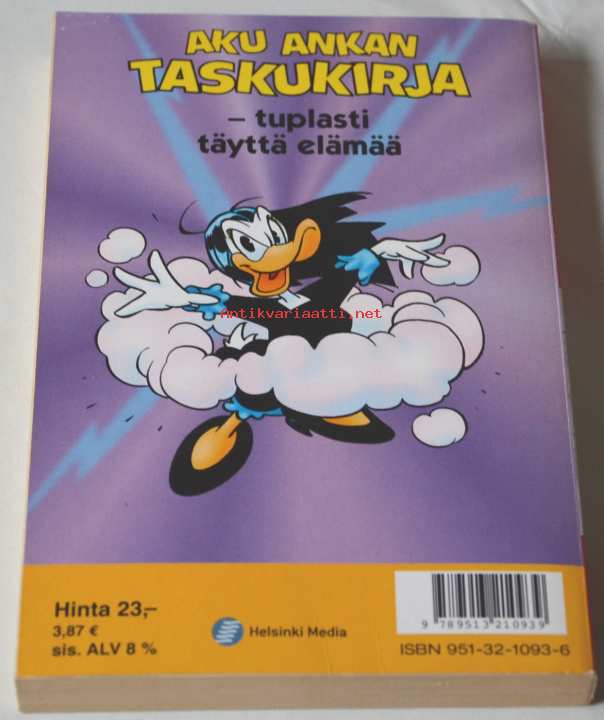 AKU ANKAN
TASKUKIRJA
– tuplasti
täyttä elämää
Antikvariaatti.net
Hinta 23,–
3,87 €
sis. ALV 8 %
Helsinki Media
9 789513 210939
ISBN 951-32-1093-6